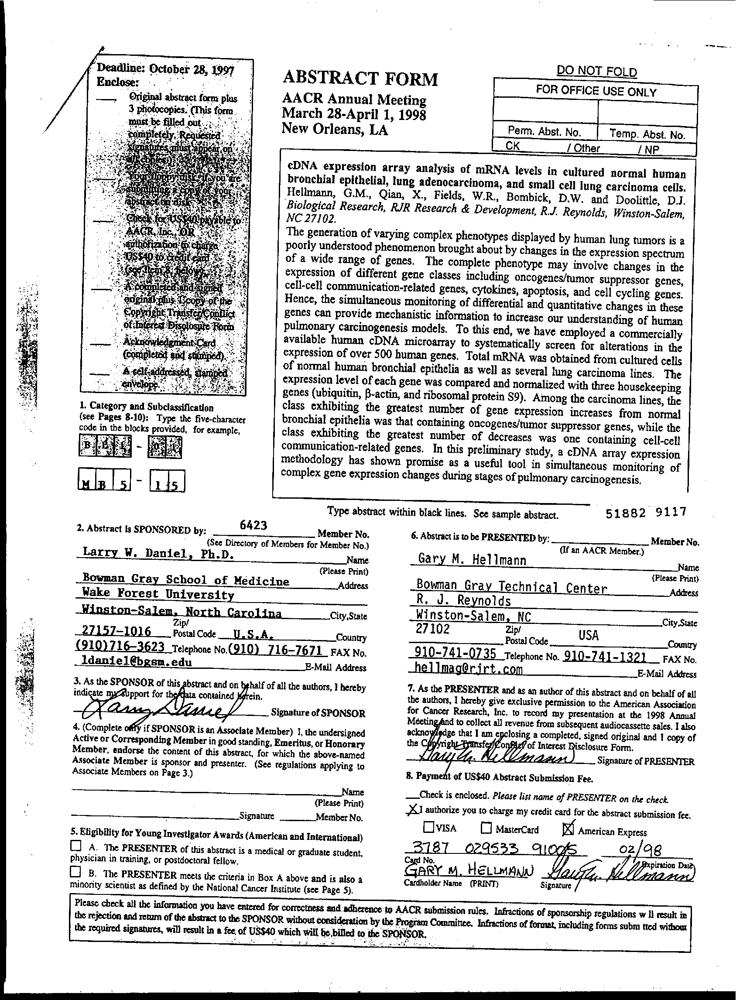 Deadline: October 28, 1997
Enclose:
Original abstract form plus
3 photocopies. (This form
must be filled out
completely. Requested
signatures must appear on
Check for US$40 payable to
AACR, Inc., OR
authorization to charge
US$40 to credit card
(see Item 8, below).
A completed and signed
original plus 1 copy of the
Copyright Transfer/Conflict
of Interest Disclosure Form
Acknowledgment Card
(completed and stamped)
A self-addressed, stamped
envelope
1. Category and Subclassification
(see Pages 8-10): Type the five-character
code in the blocks provided, for example,
M B 5 - 1 5
ABSTRACT FORM
AACR Annual Meeting
March 28-April 1, 1998
New Orleans, LA
DO NOT FOLD
FOR OFFICE USE ONLY
Perm. Abst. No. Temp. Abst. No.
CK / Other / NP
cDNA expression array analysis of mRNA levels in cultured normal human
bronchial epithelial, lung adenocarcinoma, and small cell lung carcinoma cells.
Hellmann, G.M., Qian, X., Fields, W.R., Bombick, D.W. and Doolittle, D.J.
Biological Research, RJR Research & Development, R.J. Reynolds, Winston-Salem,
NC 27102.
The generation of varying complex phenotypes displayed by human lung tumors is a
poorly understood phenomenon brought about by changes in the expression spectrum
of a wide range of genes. The complete phenotype may involve changes in the
expression of different gene classes including oncogenes/tumor suppressor genes,
cell-cell communication-related genes, cytokines, apoptosis, and cell cycling genes.
Hence, the simultaneous monitoring of differential and quantitative changes in these
genes can provide mechanistic information to increase our understanding of human
pulmonary carcinogenesis models. To this end, we have employed a commercially
available human cDNA microarray to systematically screen for alterations in the
expression of over 500 human genes. Total mRNA was obtained from cultured cells
of normal human bronchial epithelia as well as several lung carcinoma lines. The
expression level of each gene was compared and normalized with three housekeeping
genes (ubiquitin, β-actin, and ribosomal protein S9). Among the carcinoma lines, the
class exhibiting the greatest number of gene expression increases from normal
bronchial epithelia was that containing oncogenes/tumor suppressor genes, while the
class exhibiting the greatest number of decreases was one containing cell-cell
communication-related genes. In this preliminary study, a cDNA array expression
methodology has shown promise as a useful tool in simultaneous monitoring of
complex gene expression changes during stages of pulmonary carcinogenesis.
Type abstract within black lines. See sample abstract.
51882 9117
2. Abstract is SPONSORED by: 6423 Member No.
(See Directory of Members for Member No.)
Larry W. Daniel, Ph.D. Name
(Please Print)
Bowman Gray School of Medicine Address
Wake Forest University
Winston-Salem, North Carolina City,State
27157-1016 Zip/Postal Code U.S.A. Country
(910)716-3623 Telephone No. (910) 716-7671 FAX No.
ldaniel@bgsm.edu E-Mail Address
3. As the SPONSOR of this abstract and on behalf of all the authors, I hereby
indicate my support for the data contained herein.
Larry Daniel Signature of SPONSOR
4. (Complete only if SPONSOR is an Associate Member) I, the undersigned
Active or Corresponding Member in good standing, Emeritus, or Honorary
Member, endorse the content of this abstract, for which the above-named
Associate Member is sponsor and presenter. (See regulations applying to
Associate Members on Page 3.)
Name
(Please Print)
Signature Member No.
5. Eligibility for Young Investigator Awards (American and International)
A. The PRESENTER of this abstract is a medical or graduate student,
physician in training, or postdoctoral fellow.
B. The PRESENTER meets the criteria in Box A above and is also a
minority scientist as defined by the National Cancer Institute (see Page 5).
6. Abstract is to be PRESENTED by: Member No.
(If an AACR Member.)
Gary M. Hellmann Name
(Please Print)
Bowman Gray Technical Center Address
R. J. Reynolds
Winston-Salem, NC City,State
27102 Zip/Postal Code USA Country
910-741-0735 Telephone No. 910-741-1321 FAX No.
hellmag@rjrt.com E-Mail Address
7. As the PRESENTER and as an author of this abstract and on behalf of all
the authors, I hereby give exclusive permission to the American Association
for Cancer Research, Inc. to record my presentation at the 1998 Annual
Meeting and to collect all revenue from subsequent audiocassette sales. I also
acknowledge that I am enclosing a completed, signed original and 1 copy of
the Copyright Transfer/Conflict of Interest Disclosure Form.
Gary M. Hellmann Signature of PRESENTER
8. Payment of US$40 Abstract Submission Fee.
Check is enclosed. Please list name of PRESENTER on the check.
X I authorize you to charge my credit card for the abstract submission fee.
VISA MasterCard X American Express
3787 029533 91005 02/98
Card No. Expiration Date
GARY M. HELLMANN Gary M. Hellmann
Cardholder Name (PRINT) Signature
Please check all the information you have entered for correctness and adherence to AACR submission rules. Infractions of sponsorship regulations w ll result in
the rejection and return of the abstract to the SPONSOR without consideration by the Program Committee. Infractions of format, including forms subm tted without
the required signatures, will result in a fee of US$40 which will be billed to the SPONSOR.